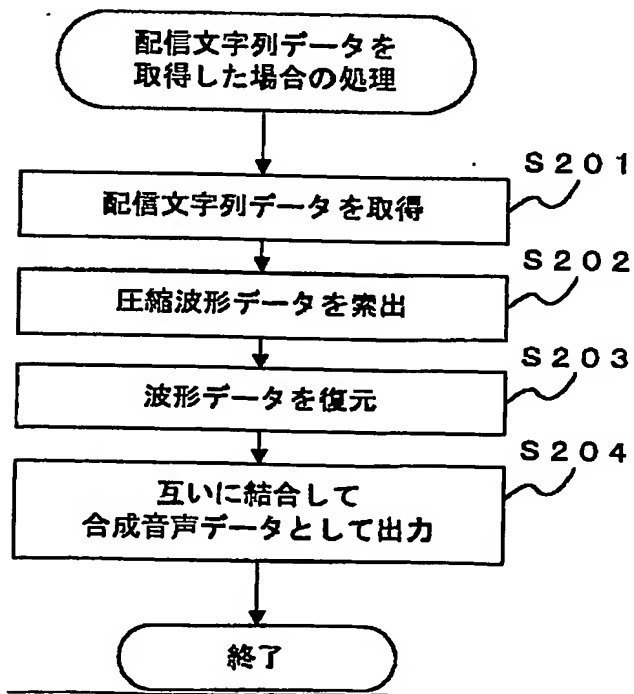 配信文字列データを
取得した場合の処理
S201
配信文字列データを取得
S202
圧縮波形データを索出
S203
波形データを復元
S204
互いに結合して
合成音声データとして出力
終了